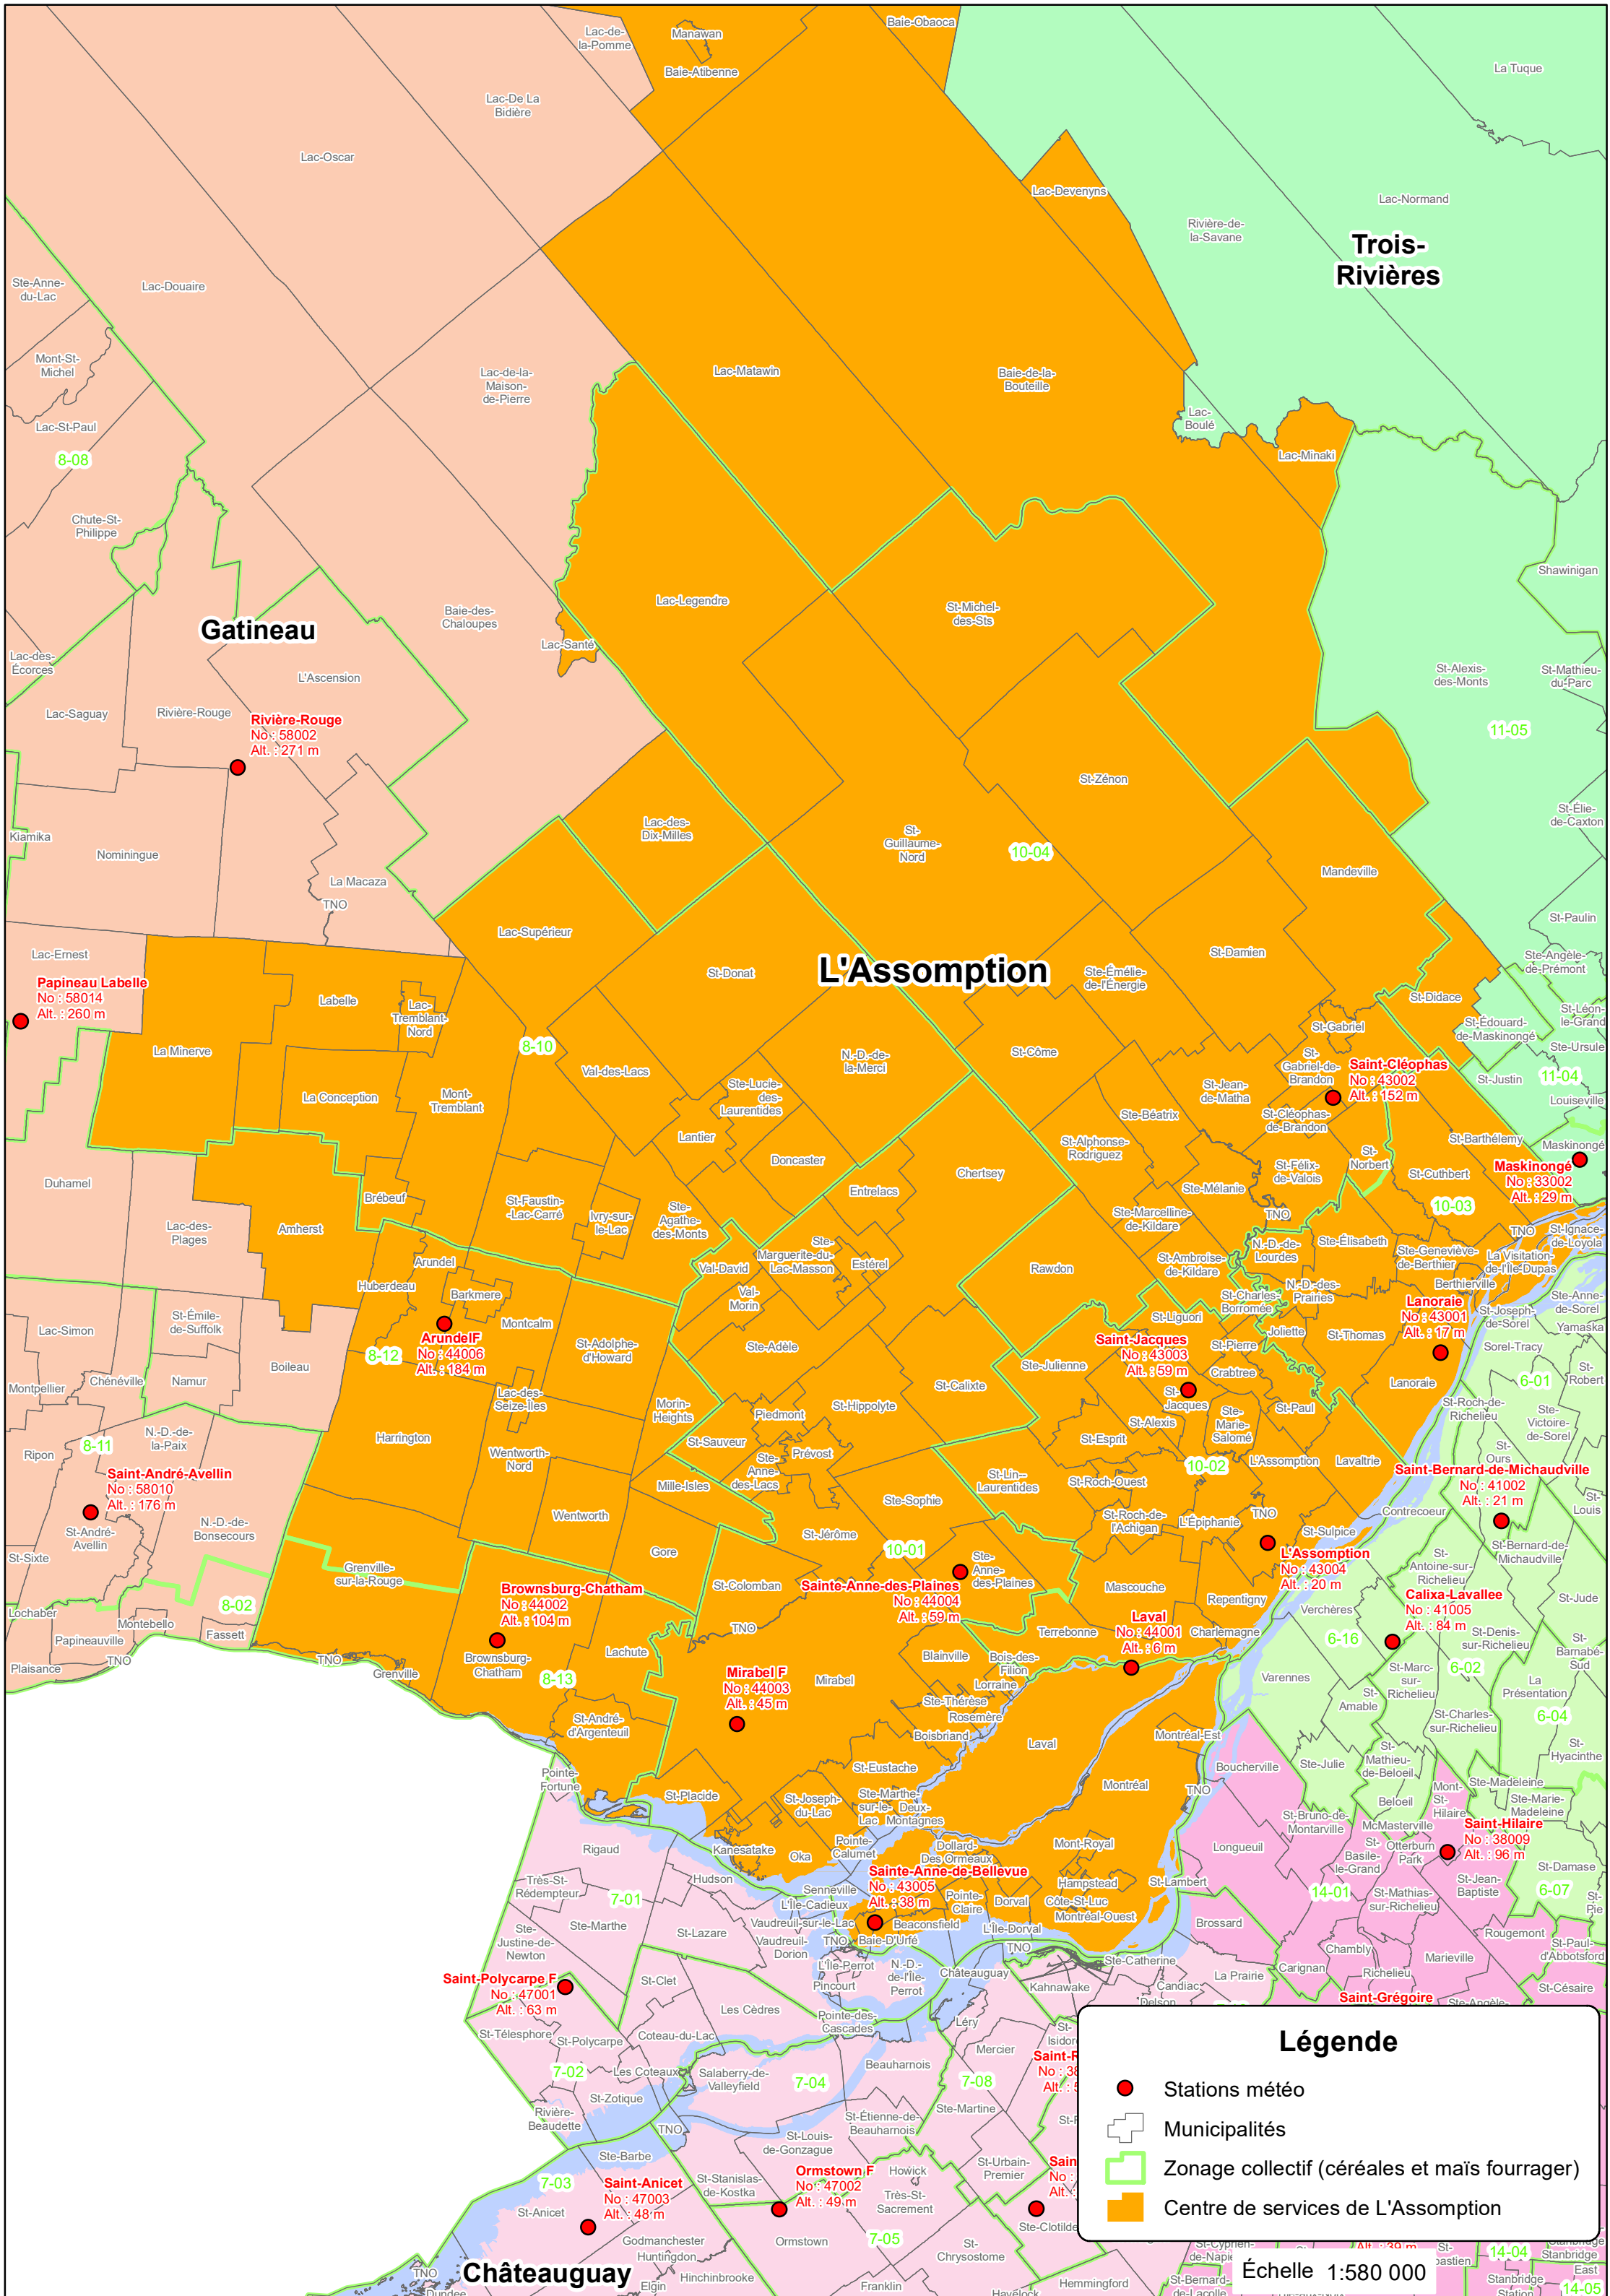 Lac-de-
la-Pomme
Manawan
Baie-Atibenne
Baie-Obaoca
La Tuque
Lac-De La
Bidière
Lac-Oscar
Lac-Devenyns
Lac-Normand
Rivière-de-
la-Savane
Trois-
Rivières
Ste-Anne-
du-Lac
Lac-Douaire
Mont-St-
Michel
Lac-de-la-
Maison-
de-Pierre
Lac-Matawin
Baie-de-la-
Bouteille
Lac-
Boulé
Lac-St-Paul
8-08
Lac-Minaki
Chute-St-
Philippe
Shawinigan
Gatineau
Baie-des-
Chaloupes
Lac-Legendre
St-Michel-
des-Sts
Lac-Santé
Lac-des-
Écorces
L'Ascension
St-Alexis-
des-Monts
St-Mathieu-
du-Parc
Lac-Saguay
Rivière-Rouge
Rivière-Rouge
No : 58002
Alt. : 271 m
11-05
St-Zénon
Kiamika
Nominingue
Lac-des-
Dix-Milles
St-
Guillaume-
Nord
10-04
St-Élie-
de-Caxton
Mandeville
La Macaza
TNO
St-Paulin
Lac-Supérieur
Lac-Ernest
St-Donat
L'Assomption
Ste-Émélie-
de-l'Énergie
St-Damien
Ste-Angèle-
de-Prémont
Papineau Labelle
No : 58014
Alt. : 260 m
Labelle
Lac-
Tremblant-
Nord
St-Didace
St-Gabriel
St-Édouard-
de-Maskinongé
St-Léon-
le-Grand
Ste-Ursule
La Minerve
8-10
Val-des-Lacs
N.-D.-de-
la-Merci
St-Côme
St-
Gabriel-de-
Brandon
Saint-Cléophas
No : 43002
Alt. : 152 m
St-Justin
11-04
Louiseville
La Conception
Mont-
Tremblant
Ste-Lucie-
des-
Laurentides
St-Jean-
de-Matha
Ste-Béatrix
St-Cléophas-
de-Brandon
Lantier
St-Alphonse-
Rodriguez
St-Barthélemy
Maskinongé
Doncaster
Chertsey
St-Félix-
de-Valois
St-
Norbert
St-Cuthbert
Maskinongé
No : 33002
Alt. : 29 m
Duhamel
Brébeuf
Entrelacs
Ste-Mélanie
10-03
St-Faustin-
-Lac-Carré
Ivry-sur-
le-Lac
Ste-
Agathe-
des-Monts
Ste-Marcelline-
de-Kildare
TNO
TNO
St-Ignace-
de-Loyola
Lac-des-
Plages
Amherst
Ste-
Marguerite-du-
Lac-Masson
N.-D.-de-
Lourdes
Ste-Élisabeth
Ste-Geneviève-
de-Berthier
La Visitation-
de-l'Île-Dupas
Arundel
Val-David
Estérel
Rawdon
St-Ambroise-
de-Kildare
Huberdeau
Barkmere
Val-
Morin
N.-D.-des-
Prairies
Berthierville
Ste-Anne-
de-Sorel
St-Charles-
Borromée
Lanoraie
No : 43001
Alt. : 17 m
St-Joseph-
de-Sorel
Lac-Simon
St-Émile-
de-Suffolk
Montcalm
St-Liguori
Joliette
St-Thomas
Yamaska
ArundelF
No : 44006
Alt. : 184 m
St-Adolphe-
d'Howard
Ste-Adèle
Saint-Jacques
No : 43003
Alt. : 59 m
St-Pierre
Sorel-Tracy
8-12
Boileau
Ste-Julienne
Crabtree
St-
Robert
Montpellier
Chénéville
Namur
Lac-des-
Seize-Îles
St-Calixte
Lanoraie
6-01
Morin-
Heights
St-Hippolyte
St-
Jacques
St-Paul
St-Roch-de-
Richelieu
Ste-
Victoire-
de-Sorel
Piedmont
St-Alexis
Ste-
Marie-
Salomé
N.-D.-de-
la-Paix
Harrington
St-Sauveur
Prévost
St-Esprit
St-
Ours
8-11
Ripon
Wentworth-
Nord
Ste-
Anne-
des-Lacs
10-02
L'Assomption
Lavaltrie
Saint-André-Avellin
No : 58010
Alt. : 176 m
Mille-Isles
St-Lin--
Laurentides
St-Roch-Ouest
Saint-Bernard-de-Michaudville
No : 41002
Alt. : 21 m
Wentworth
Ste-Sophie
St-Roch-de-
l'Achigan
L'Épiphanie
TNO
St-Sulpice
Contrecoeur
St-
Louis
St-André-
Avellin
N.-D.-de-
Bonsecours
St-Jérôme
St-Sixte
Gore
10-01
L'Assomption
No : 43004
Alt. : 20 m
St-Bernard-de-
Michaudville
Grenville-
sur-la-Rouge
St-Colomban
Ste-
Anne-
des-Plaines
Mascouche
St-
Antoine-sur-
Richelieu
Brownsburg-Chatham
No : 44002
Alt. : 104 m
Sainte-Anne-des-Plaines
No : 44004
Alt. : 59 m
Repentigny
Calixa-Lavallee
No : 41005
Alt. : 84 m
St-Jude
Lochaber
8-02
Verchères
Montebello
TNO
Laval
No : 44001
Alt. : 6 m
Papineauville
Fassett
Terrebonne
Charlemagne
6-16
St-Denis-
sur-Richelieu
Plaisance
TNO
TNO
Grenville
Brownsburg-
Chatham
Lachute
Blainville
Bois-des-
Filion
St-
Barnabé-
Sud
8-13
Mirabel F
No : 44003
Alt. : 45 m
Mirabel
Lorraine
Varennes
St-Marc-
sur-
Richelieu
6-02
La
Présentation
Ste-Thérèse
Rosemère
St-
Amable
St-André-
d'Argenteuil
Boisbriand
Laval
Montréal-Est
St-Charles-
sur-Richelieu
6-04
St-Eustache
Boucherville
Ste-Julie
St-
Mathieu-
de-Beloeil
St-
Hyacinthe
Pointe-
Fortune
St-Placide
St-Joseph-
du-Lac
Ste-Marthe-
sur-le-
Lac
Deux-
Montagnes
Montréal
TNO
Mont-
St-
Hilaire
Ste-Madeleine
Beloeil
Ste-Marie-
Madeleine
St-Bruno-de-
Montarville
McMasterville
Saint-Hilaire
No : 38009
Alt. : 96 m
Rigaud
Kanesatake
Oka
Pointe-
Calumet
Dollard-
Des Ormeaux
Mont-Royal
Longueuil
St-
Basile-
le-Grand
Otterburn
Park
Très-St-
Rédempteur
Hudson
Sainte-Anne-de-Bellevue
No : 43005
Alt. : 38 m
Hampstead
St-Lambert
St-Jean-
Baptiste
St-Damase
7-01
Senneville
L'Île-Cadieux
Pointe-
Claire
Dorval
Côte-St-Luc
14-01
St-Mathias-
sur-Richelieu
6-07
St-
Pie
Ste-
Justine-de-
Newton
Ste-Marthe
St-Lazare
Vaudreuil-sur-le-Lac
Beaconsfield
L'Île-Dorval
Montréal-Ouest
Brossard
Rougemont
Vaudreuil-
Dorion
TNO
Baie-D'Urfé
TNO
Ste-Catherine
Chambly
Marieville
St-Paul-
d'Abbotsford
Saint-Polycarpe F
No : 47001
Alt. : 63 m
St-Clet
L'Île-Perrot
N.-D.-
de-l'Île-
Perrot
Châteauguay
Kahnawake
Candiac
La Prairie
Carignan
Richelieu
St-Césaire
Pincourt
Delson
Saint-Grégoire
Ste-Angèle-
Les Cèdres
Pointe-des-
Cascades
Léry
St-
Isidore
St-Télesphore
St-Polycarpe
Coteau-du-Lac
Mercier
Saint-R
No : 38
Alt. : 5
7-02
Les Coteaux
Salaberry-de-
Valleyfield
7-04
Beauharnois
7-08
St-Zotique
Rivière-
Beaudette
TNO
St-Étienne-de-
Beauharnois
Ste-Martine
Ste-Barbe
St-Louis-
de-Gonzague
St-Urbain-
Premier
7-03
Saint-Anicet
No : 47003
Alt. : 48 m
St-Stanislas-
de-Kostka
Ormstown F
No : 47002
Alt. : 49 m
Howick
Très-St-
Sacrement
Sain
No :
Alt. :
St-Anicet
Ste-Clotilde
Godmanchester
Ormstown
7-05
Huntingdon
St-
Chrysostome
TNO
Châteauguay
Dundee
Elgin
Hinchinbrooke
Franklin
Havelock
Hemmingford
Légende
Stations météo
Municipalités
Zonage collectif (céréales et maïs fourrager)
Centre de services de L'Assomption
Échelle 1:580 000
St-Cyprien-
de-Napie
St-Bernard-
de-Lacolle
Alt. : 39 m
14-04
Stanbridge
Stanbridge
Station
Stanbridge
East
14-05